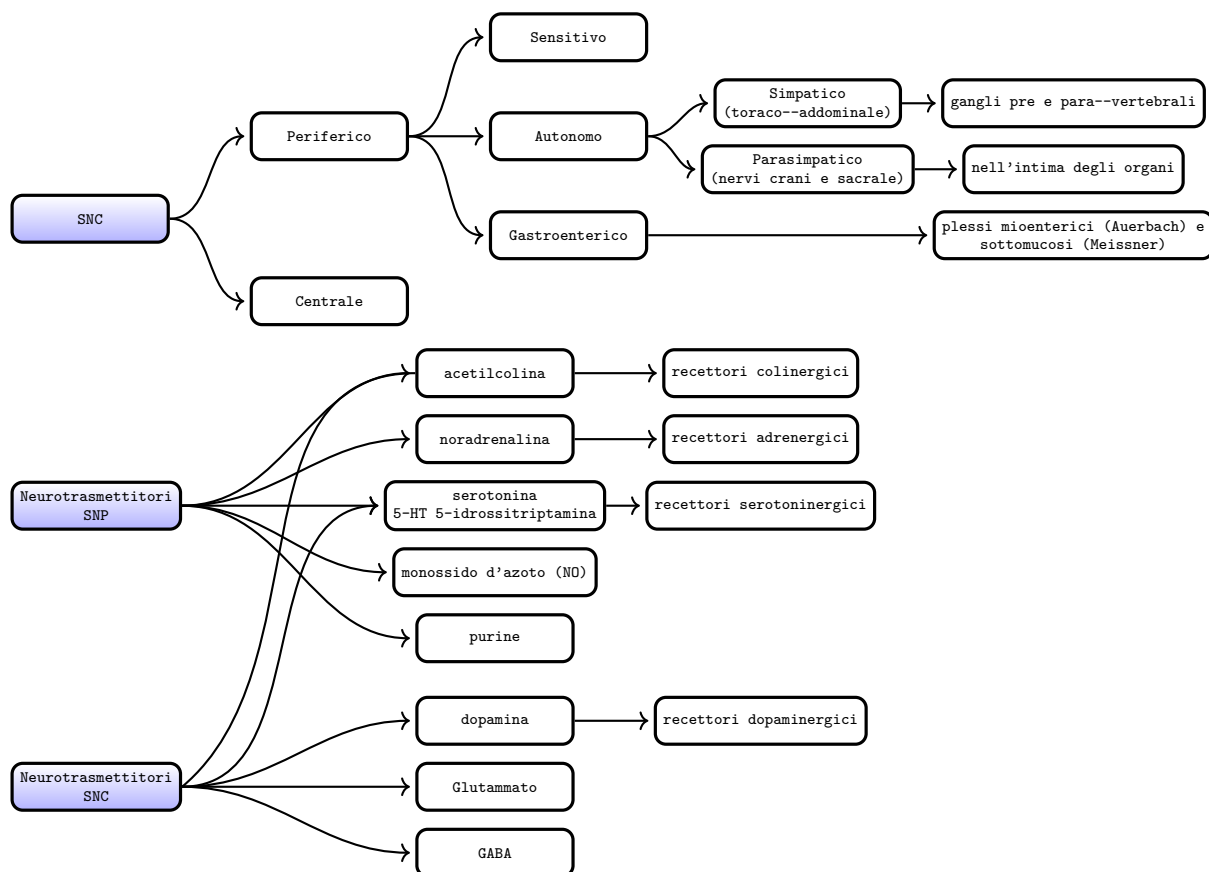 Sensitivo
Simpatico
(toraco--addominale)
gangli pre e para--vertebrali
Periferico
Autonomo
Parasimpatico
(nervi crani e sacrale)
nell'intima degli organi
SNC
Gastroenterico
plessi mioenterici (Auerbach) e
sottomucosi (Meissner)
Centrale
acetilcolina
recettori colinergici
noradrenalina
recettori adrenergici
Neurotrasmettitori
SNP
serotonina
5-HT 5-idrossitriptamina
recettori serotoninergici
monossido d'azoto (NO)
purine
dopamina
recettori dopaminergici
Neurotrasmettitori
SNC
Glutammato
GABA